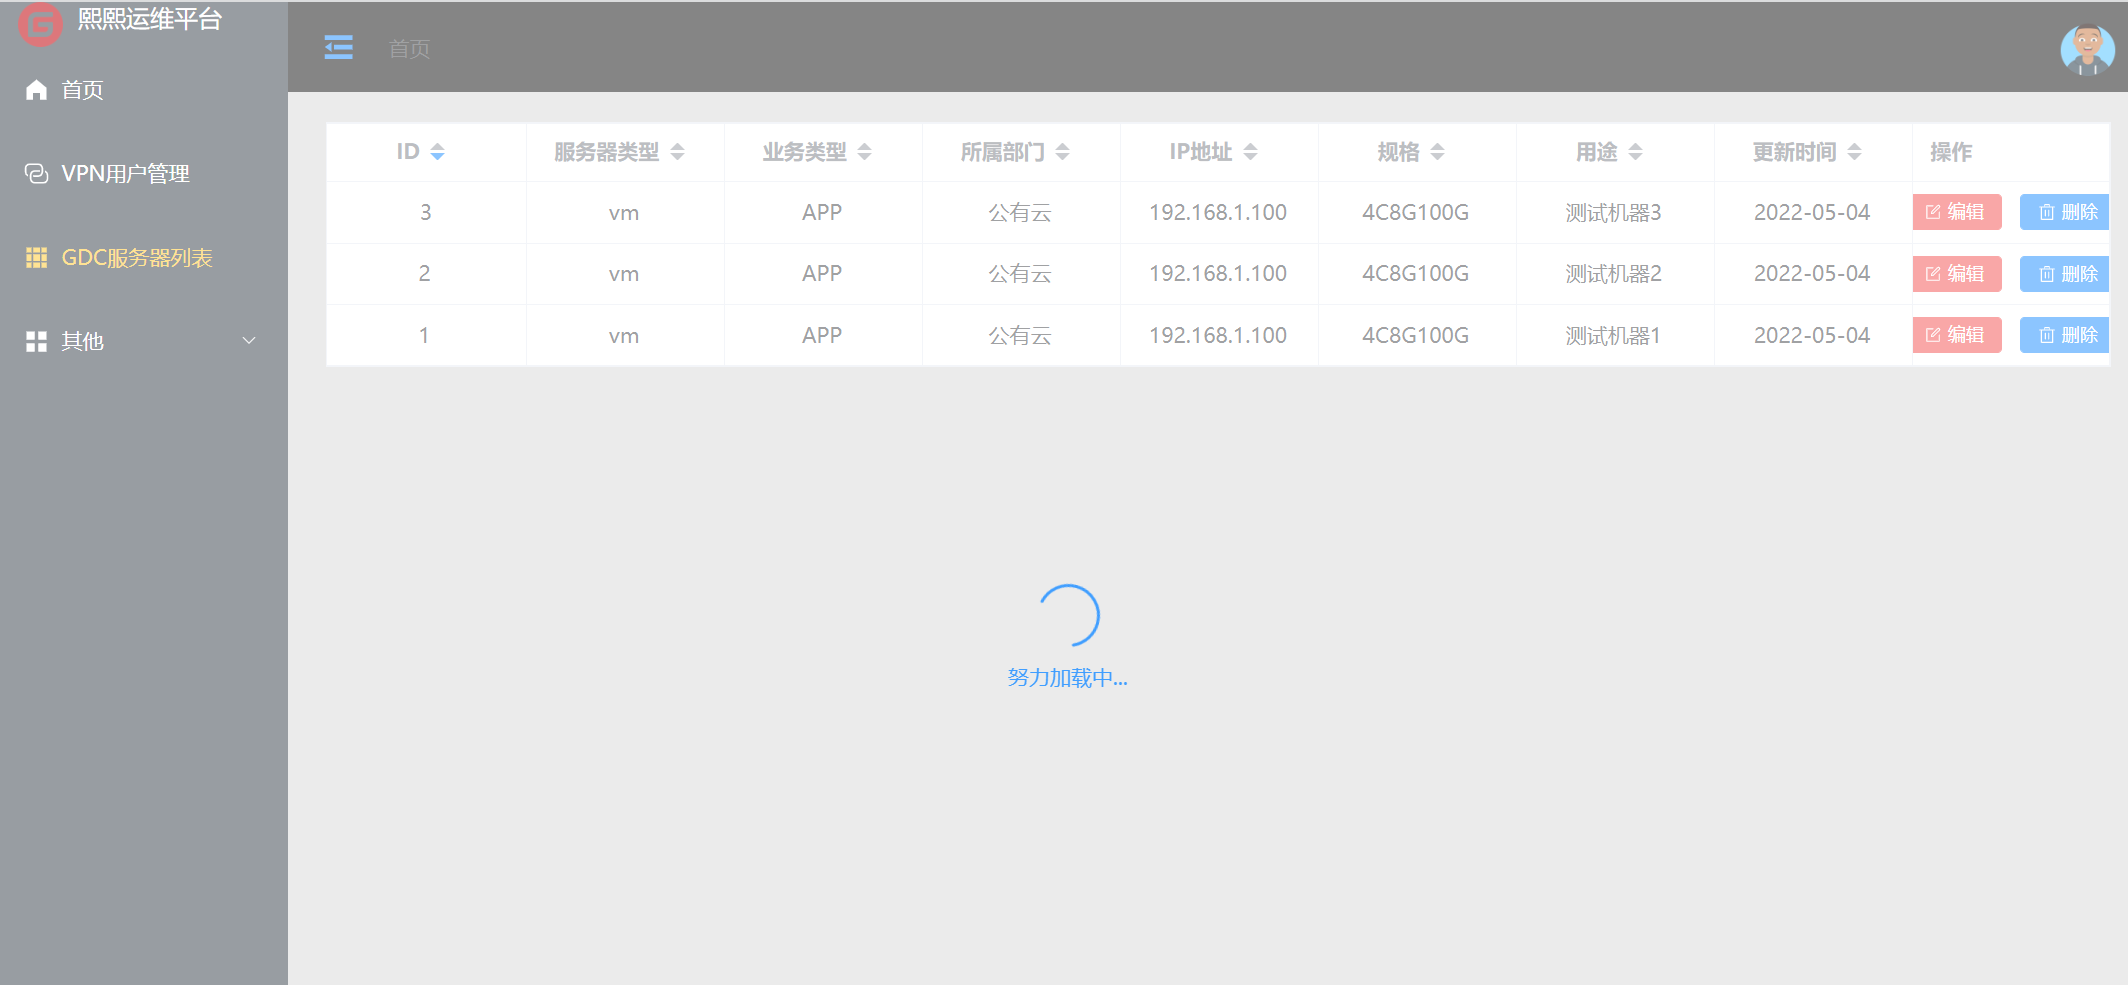 熙熙运维平台
首页
首页
VPN用户管理
GDC服务器列表
其他
ID 服务器类型 业务类型 所属部门 IP地址 规格 用途 更新时间 操作
3 vm APP 公有云 192.168.1.100 4C8G100G 测试机器3 2022-05-04 编辑 删除
2 vm APP 公有云 192.168.1.100 4C8G100G 测试机器2 2022-05-04 编辑 删除
1 vm APP 公有云 192.168.1.100 4C8G100G 测试机器1 2022-05-04 编辑 删除
努力加载中...